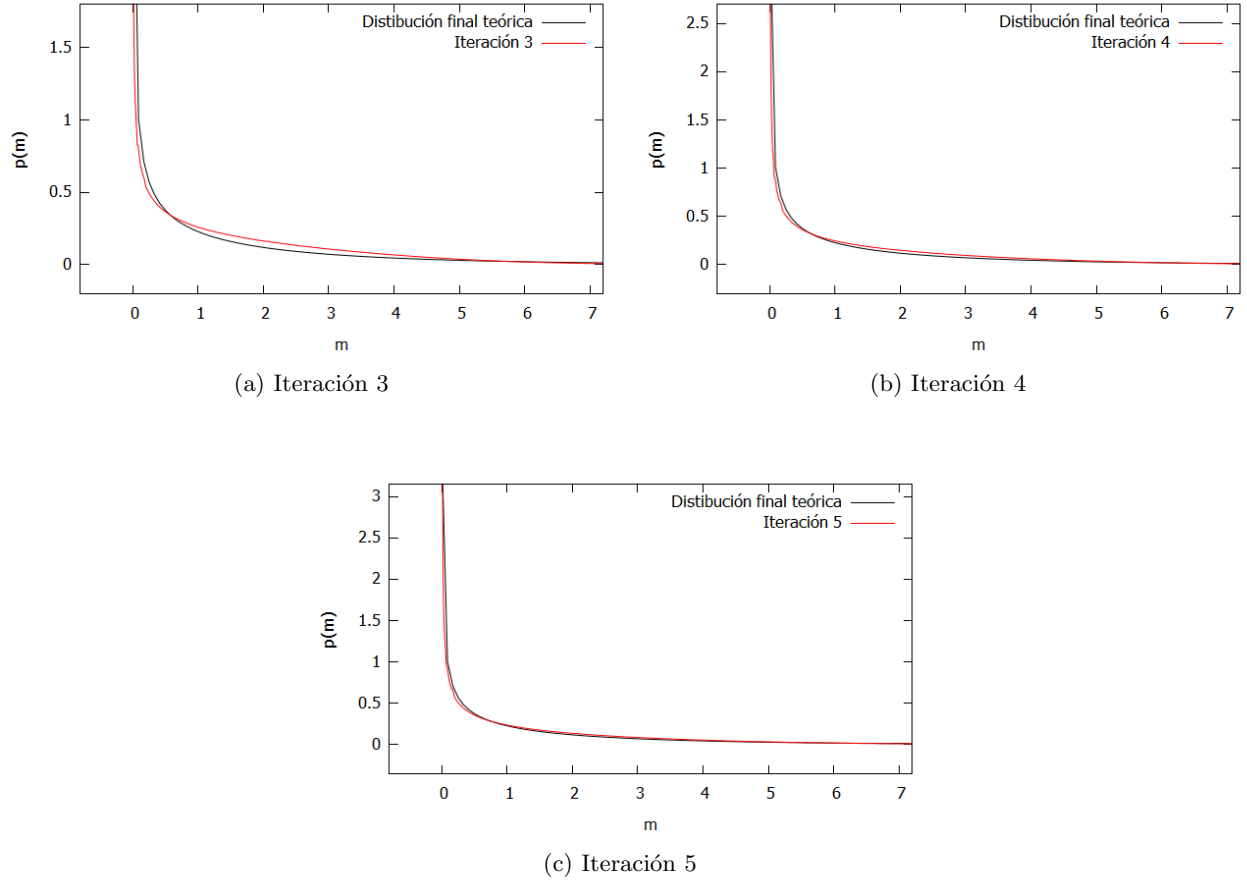 Distibución final teórica
Iteración 3
1.5
1
0.5
0
p(m)
0 1 2 3 4 5 6 7
m
(a) Iteración 3
Distibución final teórica
Iteración 4
2.5
2
1.5
1
0.5
0
p(m)
0 1 2 3 4 5 6 7
m
(b) Iteración 4
Distibución final teórica
Iteración 5
3
2.5
2
1.5
1
0.5
0
p(m)
0 1 2 3 4 5 6 7
m
(c) Iteración 5